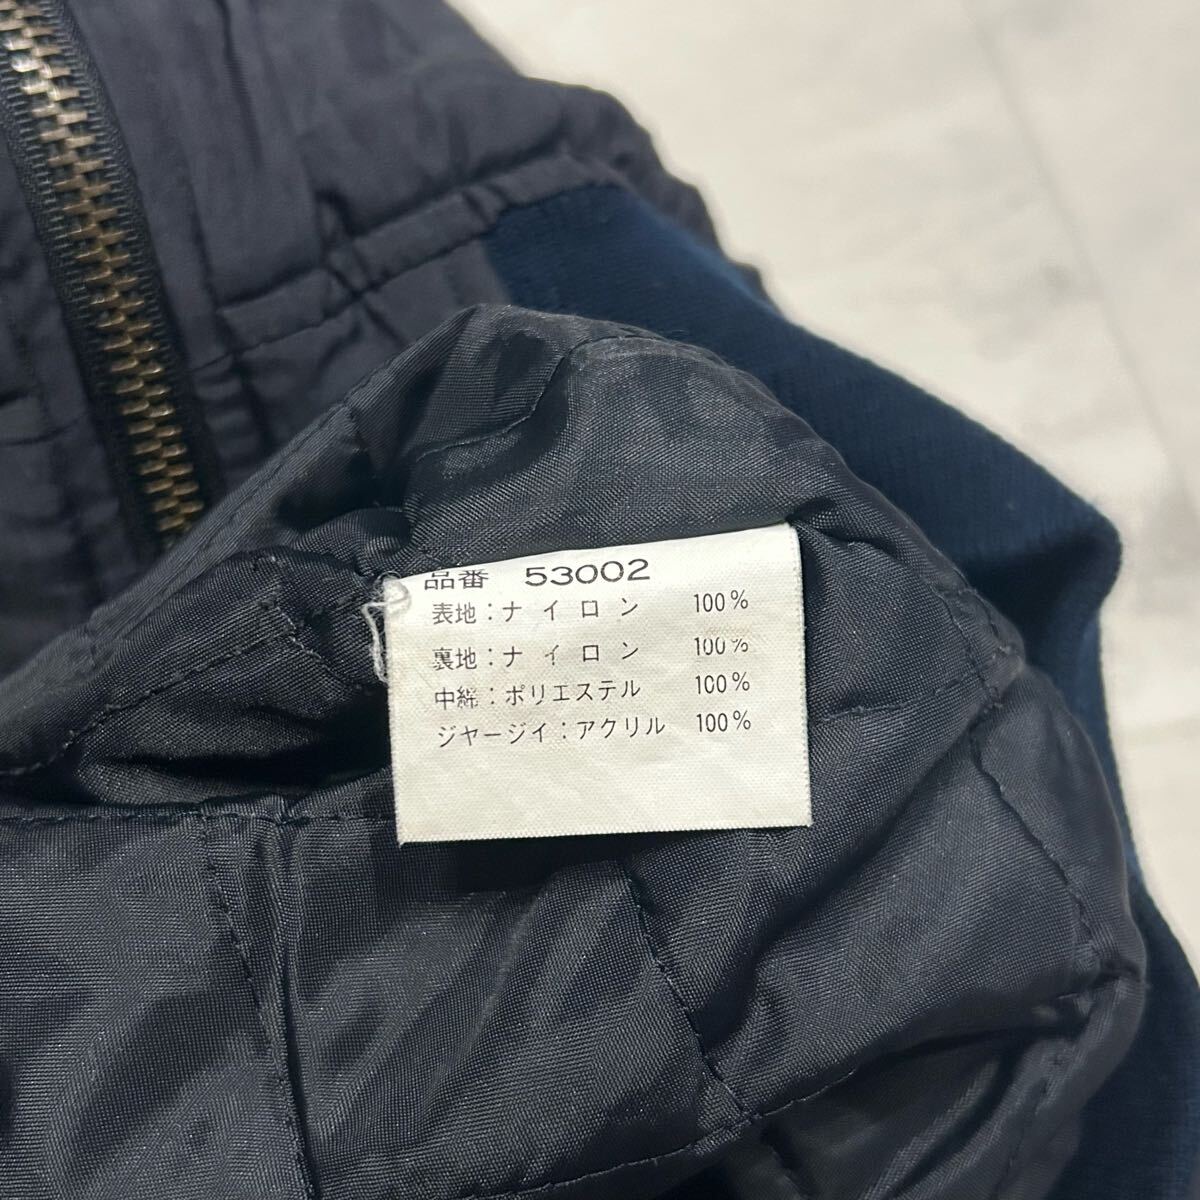 品番 53002
表地：ナイロン 100%
裏地：ナイロン 100%
中綿：ポリエステル 100%
ジャージイ：アクリル 100%